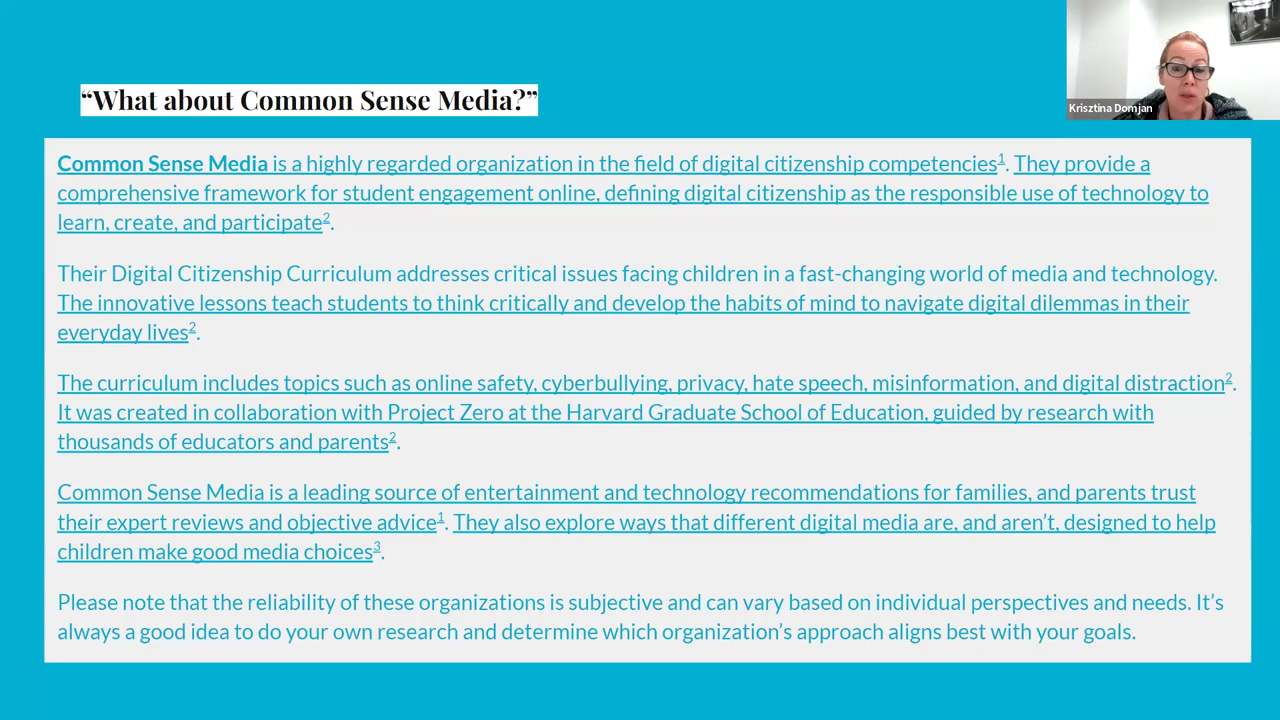 Krisztina Domjan
“What about Common Sense Media?”
Common Sense Media is a highly regarded organization in the field of digital citizenship competencies1. They provide a
comprehensive framework for student engagement online, defining digital citizenship as the responsible use of technology to
learn, create, and participate2.
Their Digital Citizenship Curriculum addresses critical issues facing children in a fast-changing world of media and technology.
The innovative lessons teach students to think critically and develop the habits of mind to navigate digital dilemmas in their
everyday lives2.
The curriculum includes topics such as online safety, cyberbullying, privacy, hate speech, misinformation, and digital distraction2.
It was created in collaboration with Project Zero at the Harvard Graduate School of Education, guided by research with
thousands of educators and parents2.
Common Sense Media is a leading source of entertainment and technology recommendations for families, and parents trust
their expert reviews and objective advice1. They also explore ways that different digital media are, and aren’t, designed to help
children make good media choices3.
Please note that the reliability of these organizations is subjective and can vary based on individual perspectives and needs. It’s
always a good idea to do your own research and determine which organization’s approach aligns best with your goals.